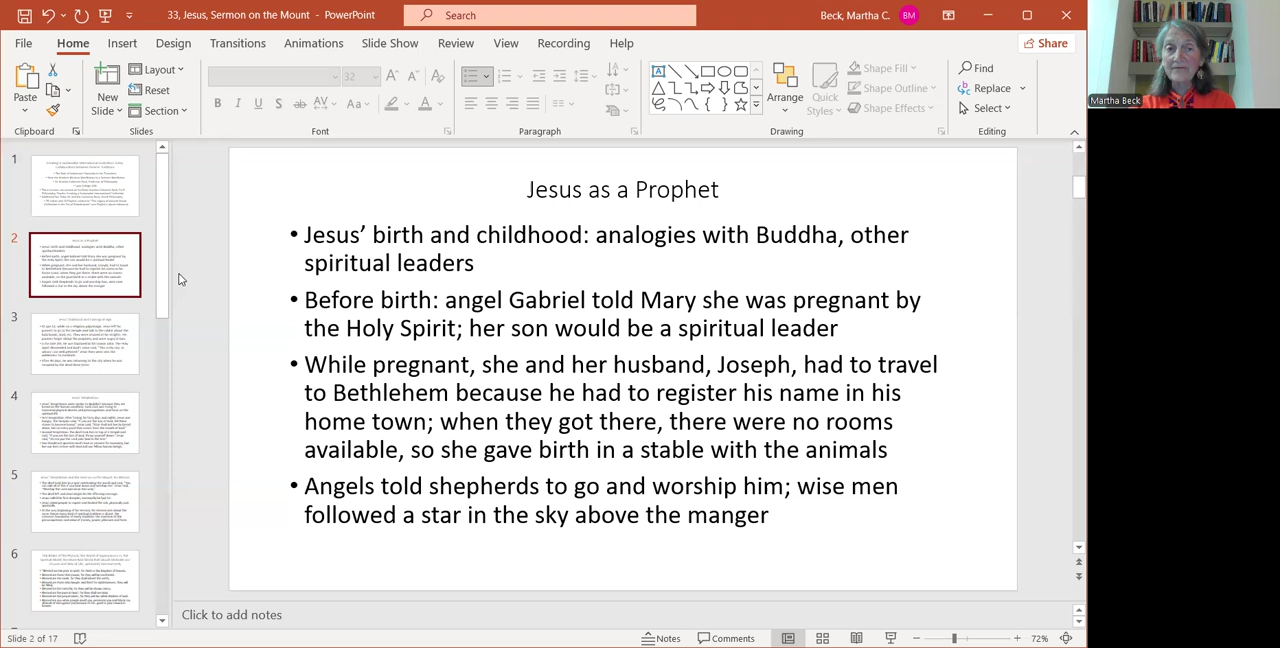 33, Jesus, Sermon on the Mount - PowerPoint
Search
Beck, Martha C.
BM
File Home Insert Design Transitions Animations Slide Show Review View Recording Help
Share
Paste
Clipboard
New
Slide
Layout
Reset
Section
Slides
32
Font
Paragraph
Arrange
Quick
Styles
Shape Fill
Shape Outline
Shape Effects
Drawing
Find
Replace
Select
Editing
Martha Beck
1
2
3
4
5
6
Jesus as a Prophet
• Jesus’ birth and childhood: analogies with Buddha, other
spiritual leaders
• Before birth: angel Gabriel told Mary she was pregnant by
the Holy Spirit; her son would be a spiritual leader
• While pregnant, she and her husband, Joseph, had to travel
to Bethlehem because he had to register his name in his
home town; when they got there, there were no rooms
available, so she gave birth in a stable with the animals
• Angels told shepherds to go and worship him; wise men
followed a star in the sky above the manger
Click to add notes
Slide 2 of 17
Notes
Comments
72%